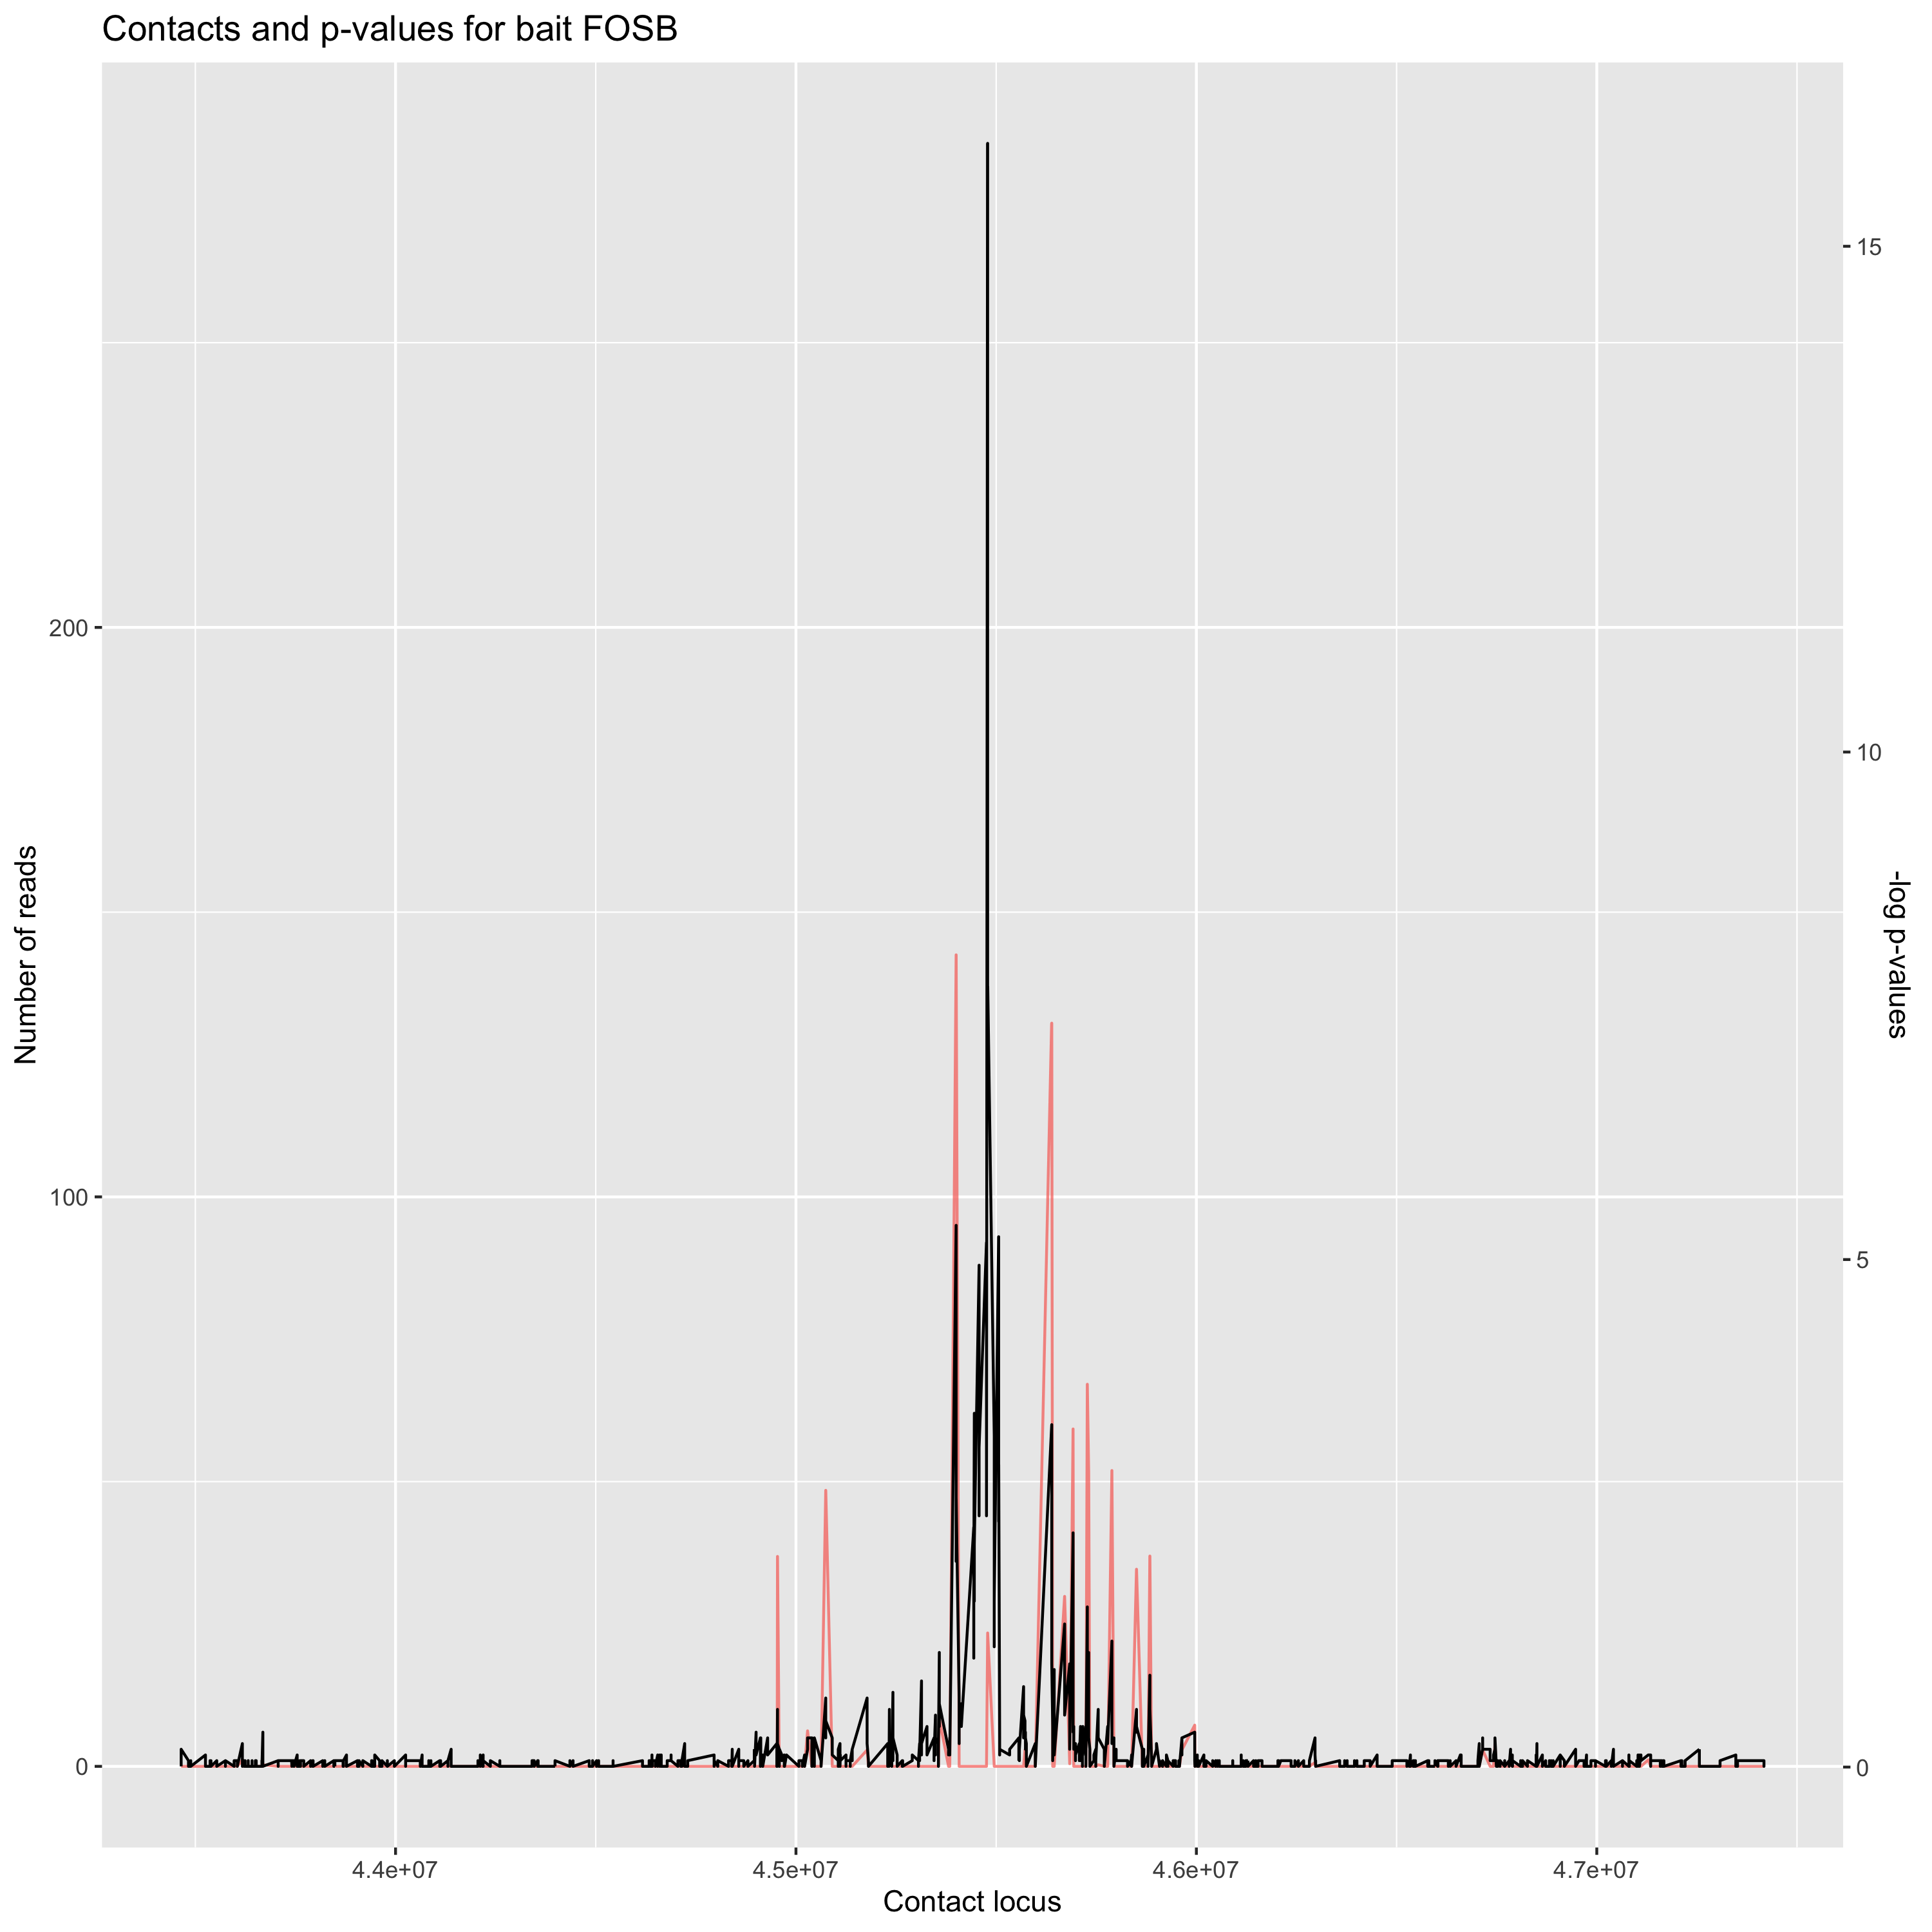 Contacts and p-values for bait FOSB
Number of reads
200
100
0
15
10
5
0
-log p-values
4.4e+07 4.5e+07 4.6e+07 4.7e+07
Contact locus